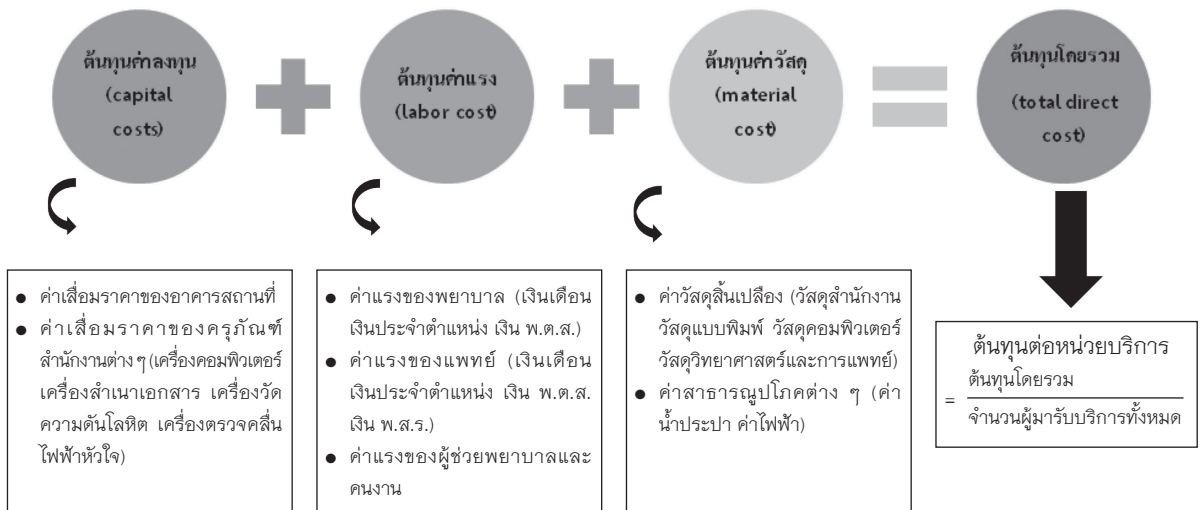 ต้นทุนค่าลงทุน
(capital
costs)
ต้นทุนค่าแรง
(labor cost)
ต้นทุนค่าวัสดุ
(material
cost)
ต้นทุนโดยรวม
(total direct
cost)
● ค่าเสื่อมราคาของอาคารสถานที่
● ค่าเสื่อมราคาของครุภัณฑ์
สำนักงานต่าง ๆ (เครื่องคอมพิวเตอร์
เครื่องสำเนาเอกสาร เครื่องวัด
ความดันโลหิต เครื่องตรวจคลื่น
ไฟฟ้าหัวใจ)
● ค่าแรงของพยาบาล (เงินเดือน
เงินประจำตำแหน่ง เงิน พ.ต.ส.)
● ค่าแรงของแพทย์ (เงินเดือน
เงินประจำตำแหน่ง เงิน พ.ต.ส.
เงิน พ.ส.ร.)
● ค่าแรงของผู้ช่วยพยาบาลและ
คนงาน
● ค่าวัสดุสิ้นเปลือง (วัสดุสำนักงาน
วัสดุแบบพิมพ์ วัสดุคอมพิวเตอร์
วัสดุวิทยาศาสตร์และการแพทย์)
● ค่าสาธารณูปโภคต่าง ๆ (ค่า
น้ำประปา ค่าไฟฟ้า)
ต้นทุนต่อหน่วยบริการ
ต้นทุนโดยรวม
=
จำนวนผู้มารับบริการทั้งหมด